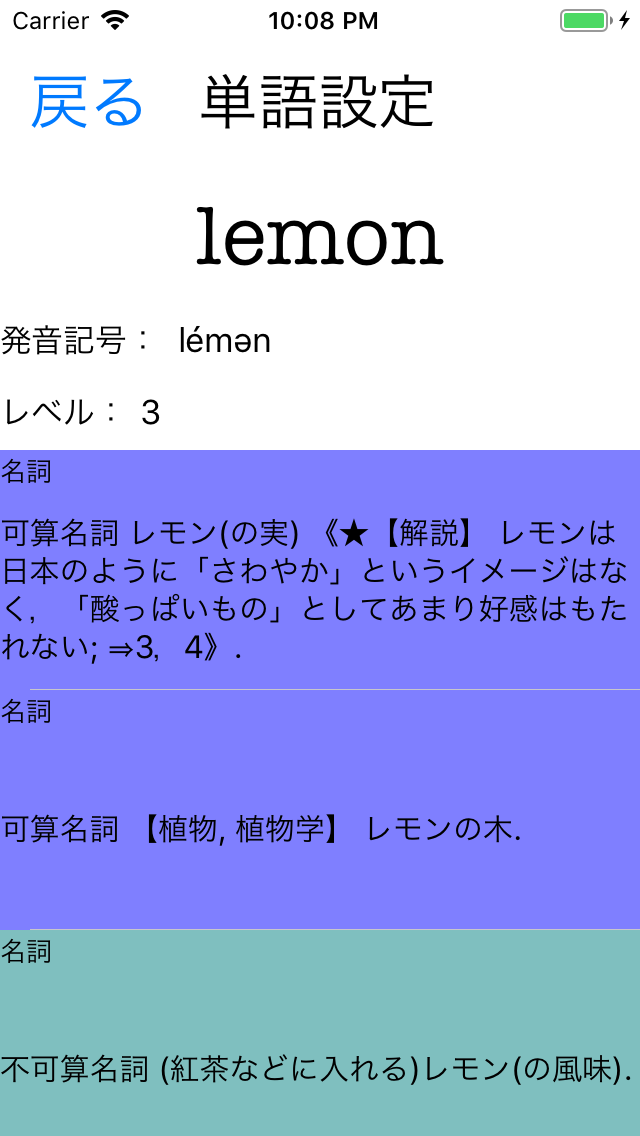 Carrier 10:08 PM
戻る 単語設定
lemon
発音記号： lémən
レベル： 3
名詞
可算名詞 レモン(の実) 《★【解説】 レモンは
日本のように「さわやか」というイメージはな
く, 「酸っぱいもの」としてあまり好感はもた
れない; ⇒3, 4》.
名詞
可算名詞 【植物, 植物学】 レモンの木.
名詞
不可算名詞 (紅茶などに入れる)レモン(の風味).